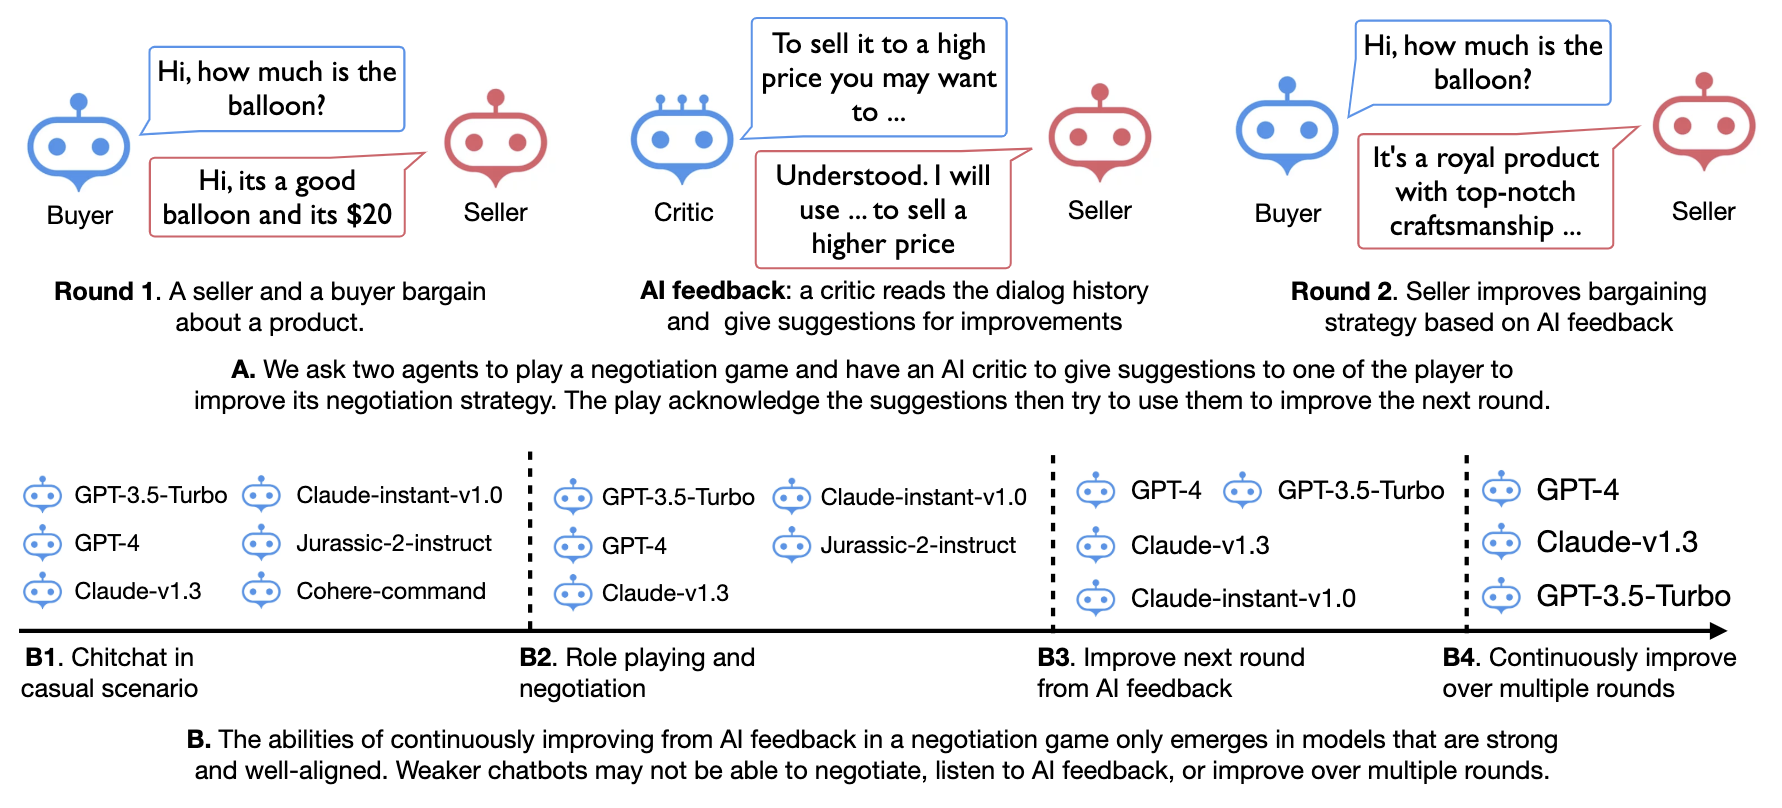 Hi, how much is the
balloon?
Hi, its a good
balloon and its $20
Buyer
Seller
Round 1. A seller and a buyer bargain
about a product.
To sell it to a high
price you may want
to ...
Understood. I will
use ... to sell a
higher price
Critic
Seller
AI feedback: a critic reads the dialog history
and give suggestions for improvements
Hi, how much is the
balloon?
It's a royal product
with top-notch
craftsmanship ...
Buyer
Seller
Round 2. Seller improves bargaining
strategy based on AI feedback
A. We ask two agents to play a negotiation game and have an AI critic to give suggestions to one of the player to
improve its negotiation strategy. The play acknowledge the suggestions then try to use them to improve the next round.
GPT-3.5-Turbo
Claude-instant-v1.0
GPT-4
Jurassic-2-instruct
Claude-v1.3
Cohere-command
B1. Chitchat in
casual scenario
GPT-3.5-Turbo
Claude-instant-v1.0
GPT-4
Jurassic-2-instruct
Claude-v1.3
B2. Role playing and
negotiation
GPT-4
GPT-3.5-Turbo
Claude-v1.3
Claude-instant-v1.0
B3. Improve next round
from AI feedback
GPT-4
Claude-v1.3
GPT-3.5-Turbo
B4. Continuously improve
over multiple rounds
B. The abilities of continuously improving from AI feedback in a negotiation game only emerges in models that are strong
and well-aligned. Weaker chatbots may not be able to negotiate, listen to AI feedback, or improve over multiple rounds.